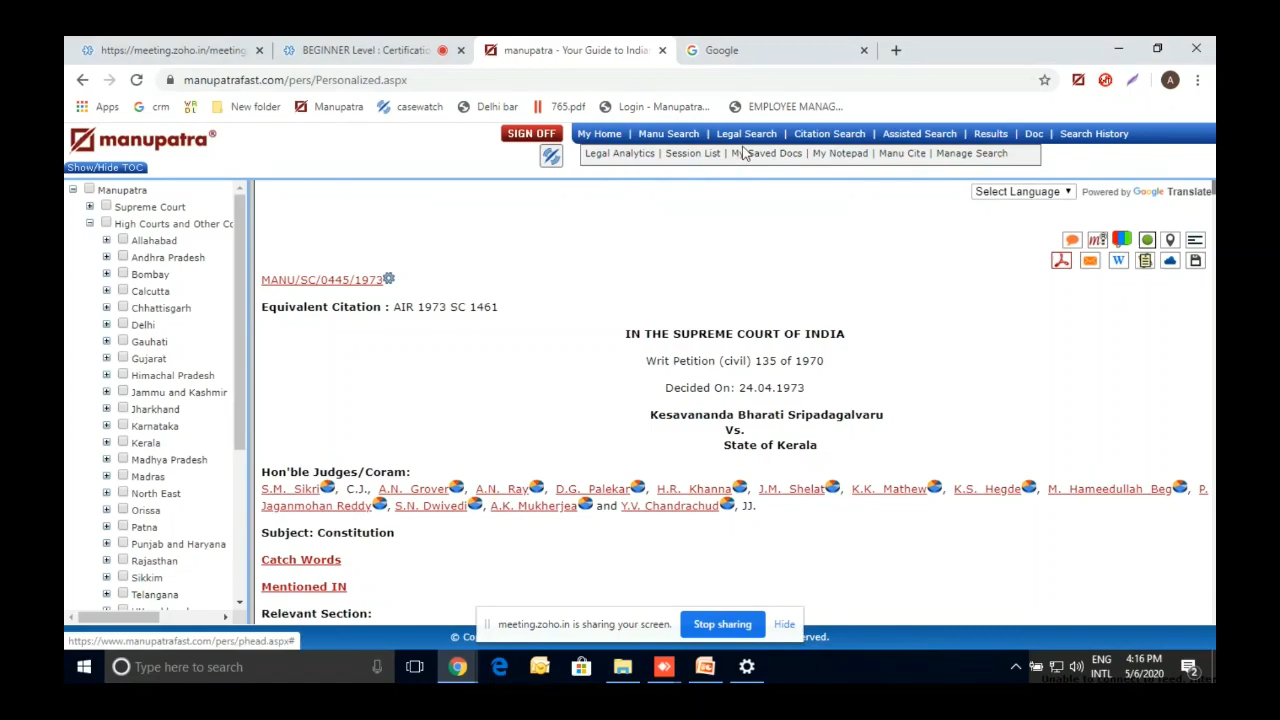 https://meeting.zoho.in/meeting
BEGINNER Level : Certificatio
manupatra - Your Guide to India
Google
manupatrafast.com/pers/Personalized.aspx
A
Apps
crm
New folder
Manupatra
casewatch
Delhi bar
765.pdf
Login - Manupatra...
EMPLOYEE MANAG...
manupatra®
SIGN OFF
My Home | Manu Search | Legal Search | Citation Search | Assisted Search | Results | Doc | Search History
Legal Analytics | Session List | My Saved Docs | My Notepad | Manu Cite | Manage Search
Show/Hide TOC
Manupatra
Supreme Court
High Courts and Other Co
Allahabad
Andhra Pradesh
Bombay
Calcutta
Chhattisgarh
Delhi
Gauhati
Gujarat
Himachal Pradesh
Jammu and Kashmir
Jharkhand
Karnataka
Kerala
Madhya Pradesh
Madras
North East
Orissa
Patna
Punjab and Haryana
Rajasthan
Sikkim
Telangana
Select Language ▼ Powered by Google Translate
MANU/SC/0445/1973
Equivalent Citation : AIR 1973 SC 1461
IN THE SUPREME COURT OF INDIA
Writ Petition (civil) 135 of 1970
Decided On: 24.04.1973
Kesavananda Bharati Sripadagalvaru
Vs.
State of Kerala
Hon'ble Judges/Coram:
S.M. Sikri, C.J., A.N. Grover, A.N. Ray, D.G. Palekar, H.R. Khanna, J.M. Shelat, K.K. Mathew, K.S. Hegde, M. Hameedullah Beg, P.
Jaganmohan Reddy, S.N. Dwivedi, A.K. Mukherjea and Y.V. Chandrachud, JJ.
Subject: Constitution
Catch Words
Mentioned IN
Relevant Section:
meeting.zoho.in is sharing your screen.
Stop sharing
Hide
https://www.manupatrafast.com/pers/phead.aspx#
© Co
rved.
Type here to search
ENG
INTL
4:16 PM
5/6/2020
2